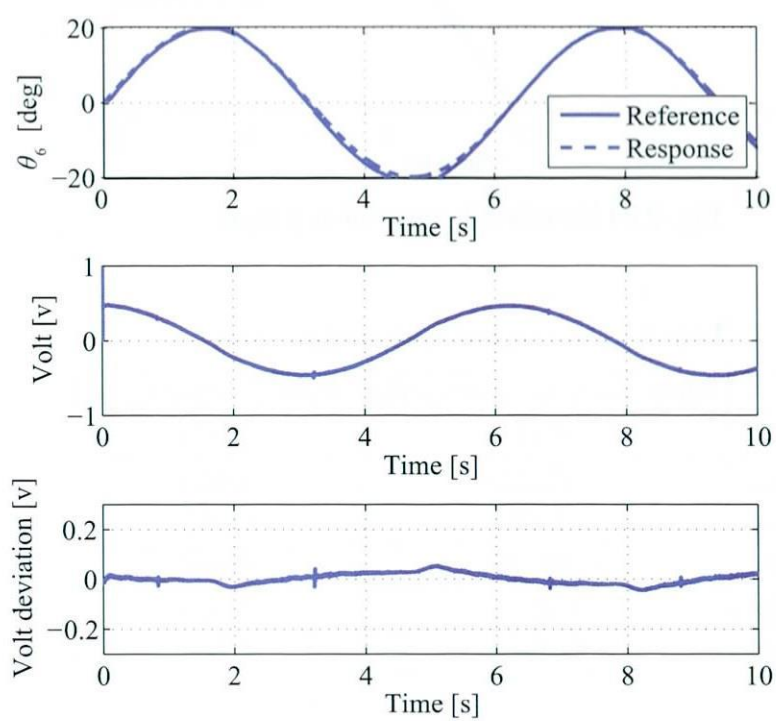 20
0
−20
θ6 [deg]
Reference
Response
0 2 4 6 8 10
Time [s]
1
0
−1
Volt [v]
0 2 4 6 8 10
Time [s]
0.2
0
−0.2
Volt deviation [v]
0 2 4 6 8 10
Time [s]